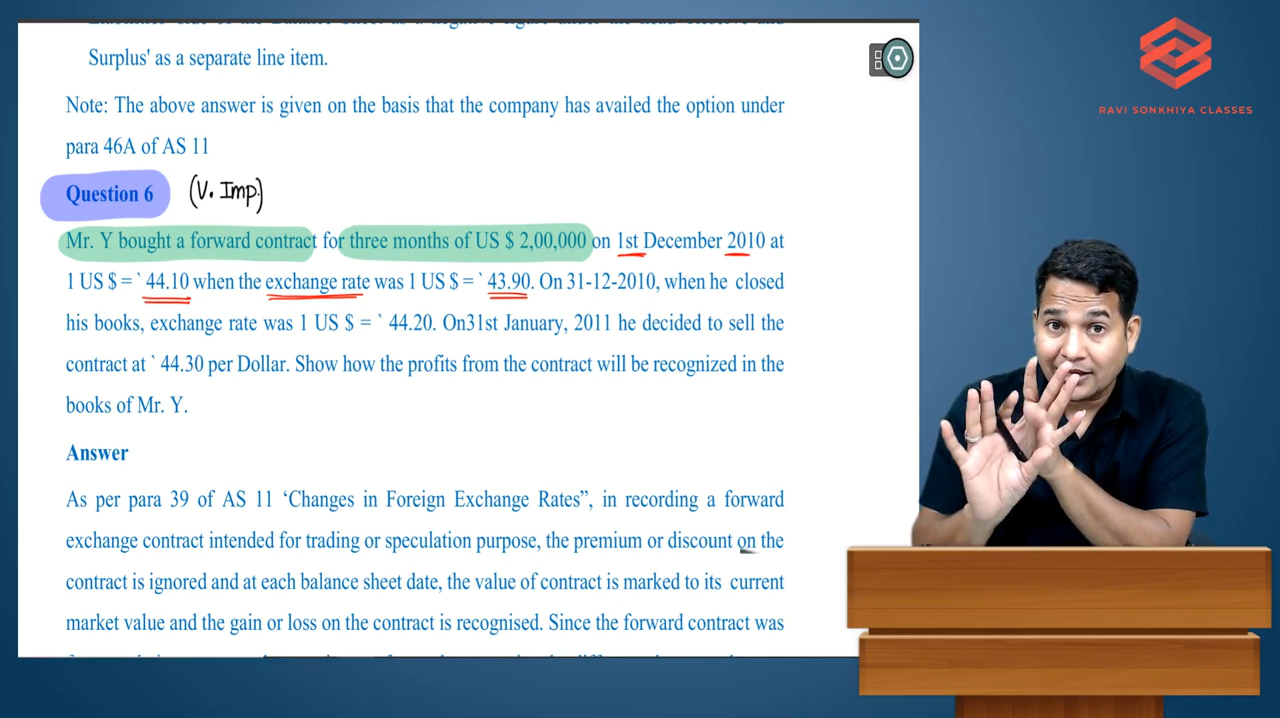 Surplus' as a separate line item.
Note: The above answer is given on the basis that the company has availed the option under
para 46A of AS 11
Question 6 (V. Imp)
Mr. Y bought a forward contract for three months of US $ 2,00,000 on 1st December 2010 at
1 US $ = ` 44.10 when the exchange rate was 1 US $ = ` 43.90. On 31-12-2010, when he closed
his books, exchange rate was 1 US $ = ` 44.20. On31st January, 2011 he decided to sell the
contract at ` 44.30 per Dollar. Show how the profits from the contract will be recognized in the
books of Mr. Y.
Answer
As per para 39 of AS 11 ‘Changes in Foreign Exchange Rates”, in recording a forward
exchange contract intended for trading or speculation purpose, the premium or discount on the
contract is ignored and at each balance sheet date, the value of contract is marked to its current
market value and the gain or loss on the contract is recognised. Since the forward contract was
RAVI SONKHIYA CLASSES